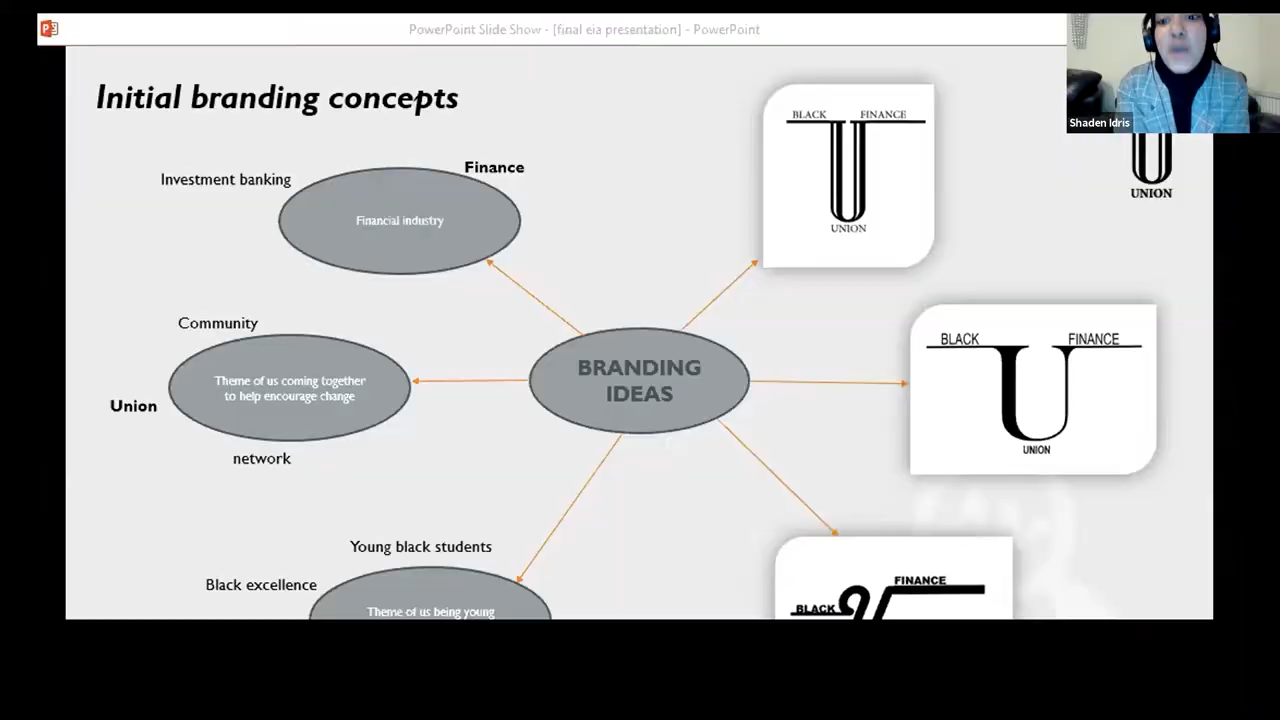 PowerPoint Slide Show - [final eia presentation] - PowerPoint
Shaden Idris
Initial branding concepts
Investment banking
Finance
Financial industry
Community
Theme of us coming together
to help encourage change
Union
network
Young black students
Black excellence
Theme of us being young
BRANDING
IDEAS
BLACK FINANCE
UNION
BLACK FINANCE
UNION
BLACK FINANCE
UNION